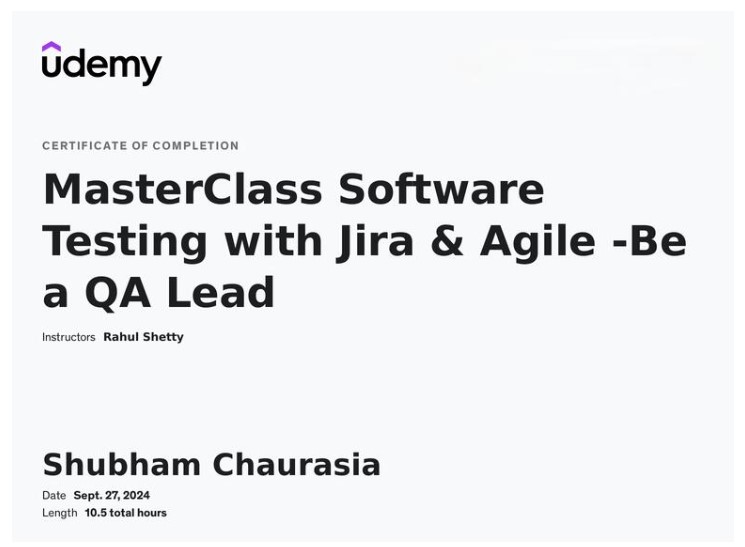 udemy
CERTIFICATE OF COMPLETION
MasterClass Software
Testing with Jira & Agile -Be
a QA Lead
Instructors Rahul Shetty
Shubham Chaurasia
Date Sept. 27, 2024
Length 10.5 total hours